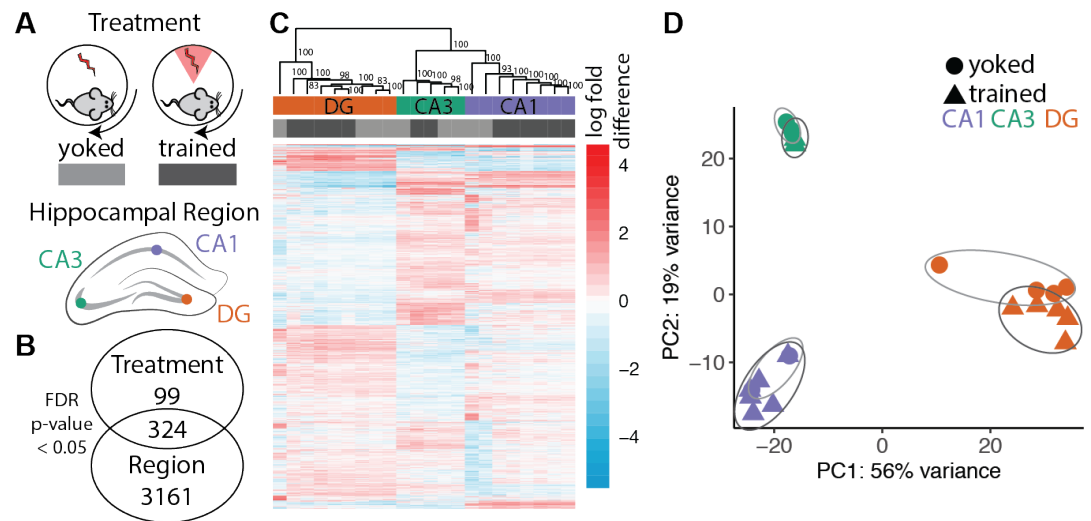 A
Treatment
yoked
trained
Hippocampal Region
CA3
CA1
DG
B
Treatment
99
FDR
p-value
< 0.05
324
Region
3161
C
100
100
100
100
98
83
100
100
83
100
100
100
98
100
100
93
100
100
100
100
100
DG
CA3
CA1
log fold
difference
4
2
0
−2
−4
D
yoked
trained
CA1 CA3 DG
PC2: 19% variance
20
10
0
−10
−20
0
20
PC1: 56% variance